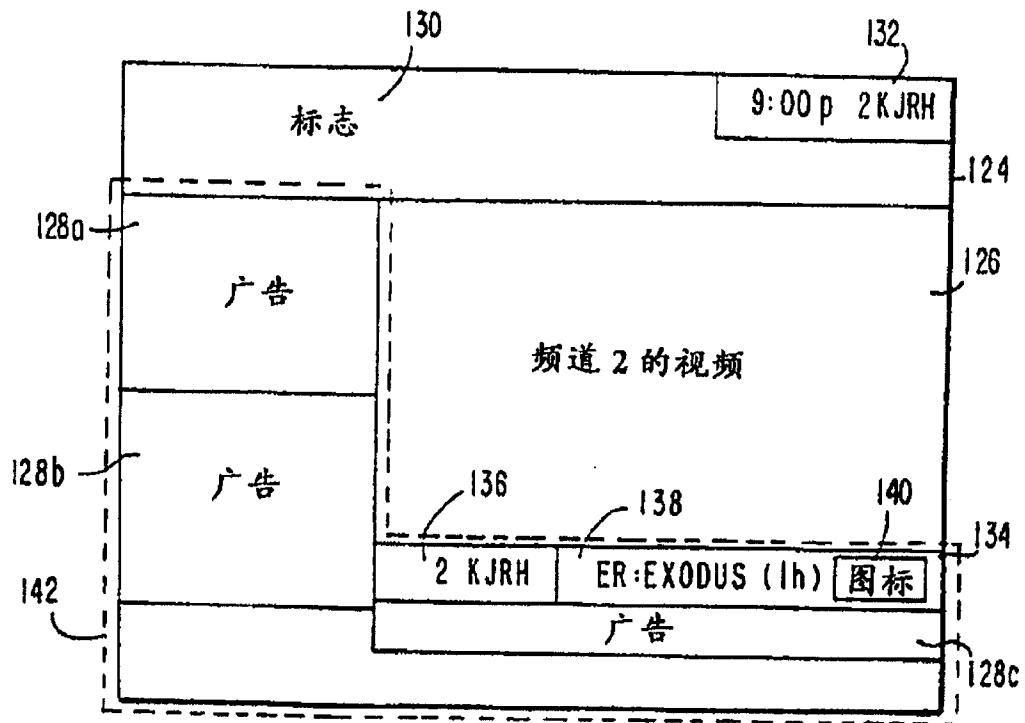 130
132
标志
9:00p 2KJRH
124
128a
126
广告
频道2的视频
128b
广告
136
138
140
134
2 KJRH
ER:EXODUS (1h)
图标
142
广告
128c